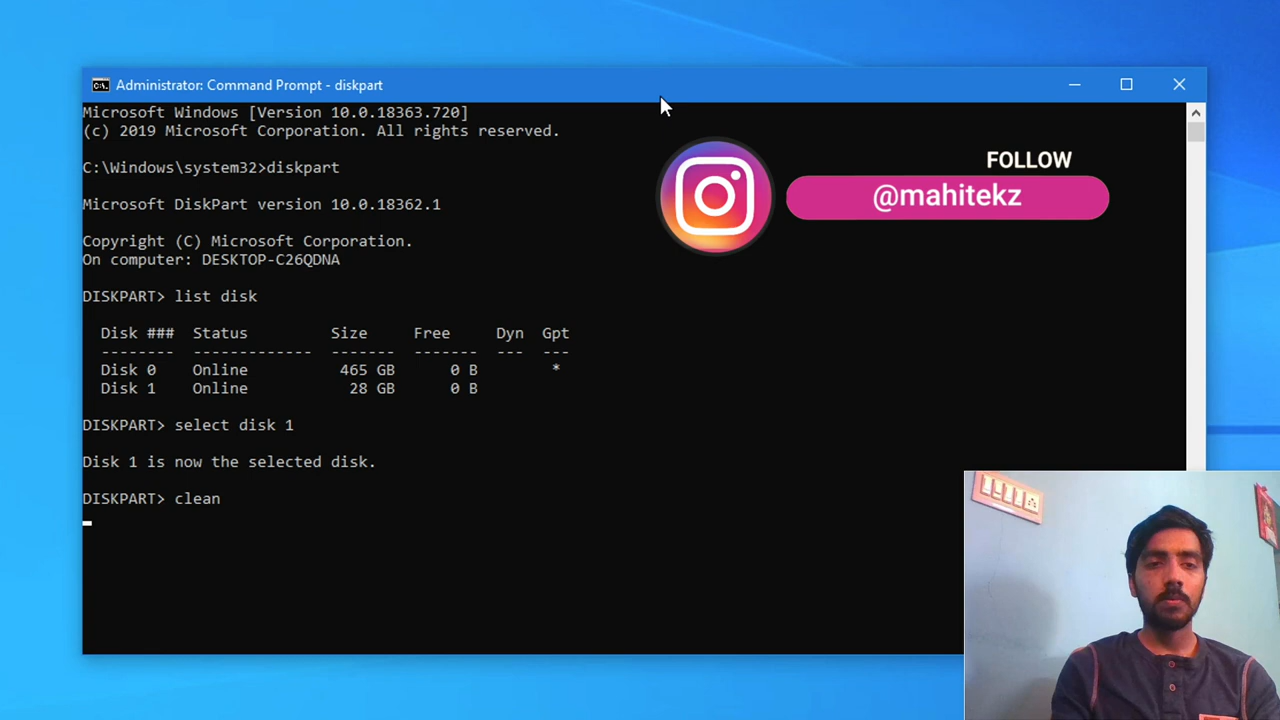 Administrator: Command Prompt - diskpart
Microsoft Windows [Version 10.0.18363.720]
(c) 2019 Microsoft Corporation. All rights reserved.
C:\Windows\system32>diskpart
Microsoft DiskPart version 10.0.18362.1
Copyright (C) Microsoft Corporation.
On computer: DESKTOP-C26QDNA
DISKPART> list disk
Disk ### Status Size Free Dyn Gpt
-------- ------------- ------- ------- --- ---
Disk 0 Online 465 GB 0 B *
Disk 1 Online 28 GB 0 B
DISKPART> select disk 1
Disk 1 is now the selected disk.
DISKPART> clean
FOLLOW
@mahitekz